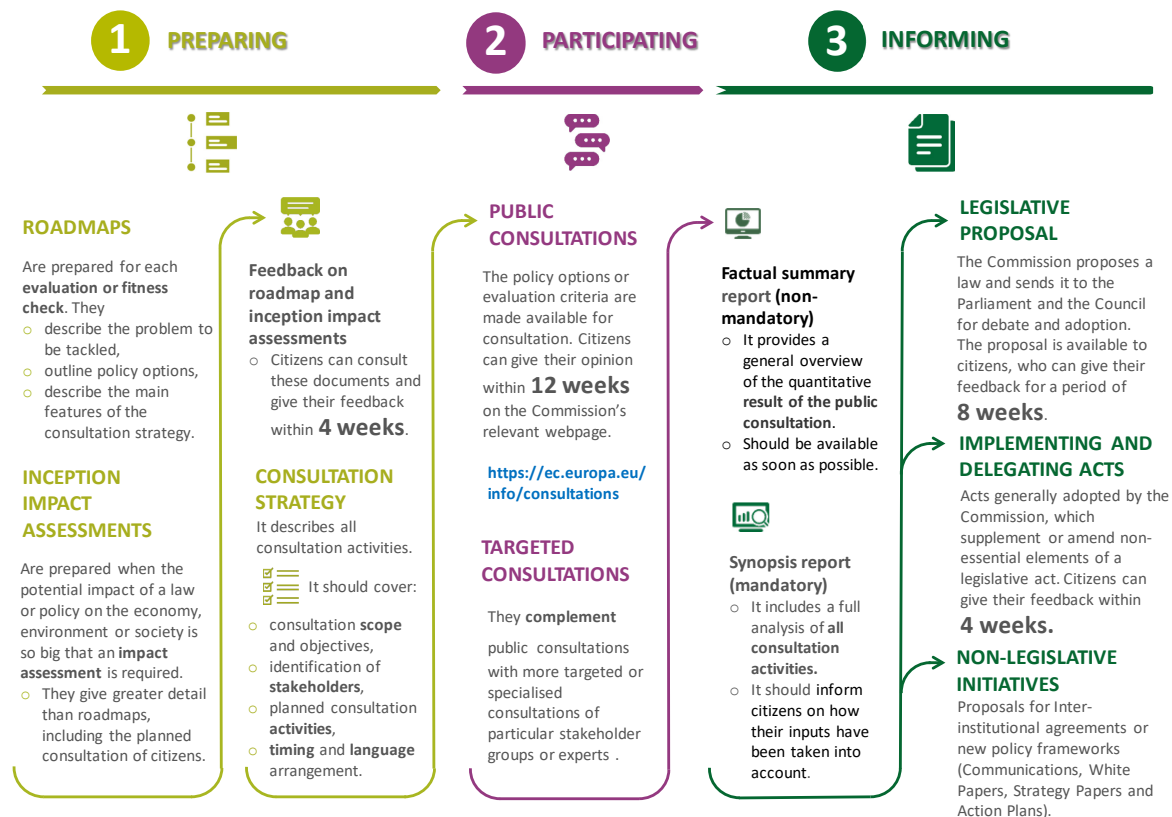 1 PREPARING
2 PARTICIPATING
3 INFORMING
ROADMAPS
Are prepared for each
evaluation or fitness
check. They
o describe the problem to
be tackled,
o outline policy options,
o describe the main
features of the
consultation strategy.
INCEPTION
IMPACT
ASSESSMENTS
Are prepared when the
potential impact of a law
or policy on the economy,
environment or society is
so big that an impact
assessment is required.
o They give greater detail
than roadmaps,
including the planned
consultation of citizens.
Feedback on
roadmap and
inception impact
assessments
o Citizens can consult
these documents and
give their feedback
within 4 weeks.
CONSULTATION
STRATEGY
It describes all
consultation activities.
It should cover:
o consultation scope
and objectives,
o identification of
stakeholders,
o planned consultation
activities,
o timing and language
arrangement.
PUBLIC
CONSULTATIONS
The policy options or
evaluation criteria are
made available for
consultation. Citizens
can give their opinion
within 12 weeks
on the Commission's
relevant webpage.
https://ec.europa.eu/
info/consultations
TARGETED
CONSULTATIONS
They complement
public consultations
with more targeted or
specialised
consultations of
particular stakeholder
groups or experts .
Factual summary
report (non-
mandatory)
o It provides a
general overview
of the quantitative
result of the public
consultation.
o Should be available
as soon as possible.
Synopsis report
(mandatory)
o It includes a full
analysis of all
consultation
activities.
o It should inform
citizens on how
their inputs have
been taken into
account.
LEGISLATIVE
PROPOSAL
The Commission proposes a
law and sends it to the
Parliament and the Council
for debate and adoption.
The proposal is available to
citizens, who can give their
feedback for a period of
8 weeks.
IMPLEMENTING AND
DELEGATING ACTS
Acts generally adopted by the
Commission, which
supplement or amend non-
essential elements of a
legislative act. Citizens can
give their feedback within
4 weeks.
NON-LEGISLATIVE
INITIATIVES
Proposals for Inter-
institutional agreements or
new policy frameworks
(Communications, White
Papers, Strategy Papers and
Action Plans).